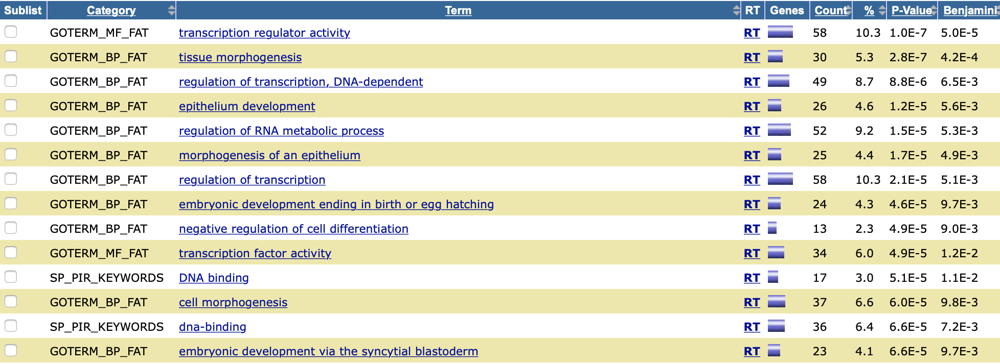 Sublist Category Term RT Genes Count % P-Value Benjamini
GOTERM_MF_FAT transcription regulator activity RT 58 10.3 1.0E-7 5.0E-5
GOTERM_BP_FAT tissue morphogenesis RT 30 5.3 2.8E-7 4.2E-4
GOTERM_BP_FAT regulation of transcription, DNA-dependent RT 49 8.7 8.8E-6 6.5E-3
GOTERM_BP_FAT epithelium development RT 26 4.6 1.2E-5 5.6E-3
GOTERM_BP_FAT regulation of RNA metabolic process RT 52 9.2 1.5E-5 5.3E-3
GOTERM_BP_FAT morphogenesis of an epithelium RT 25 4.4 1.7E-5 4.9E-3
GOTERM_BP_FAT regulation of transcription RT 58 10.3 2.1E-5 5.1E-3
GOTERM_BP_FAT embryonic development ending in birth or egg hatching RT 24 4.3 4.6E-5 9.7E-3
GOTERM_BP_FAT negative regulation of cell differentiation RT 13 2.3 4.9E-5 9.0E-3
GOTERM_MF_FAT transcription factor activity RT 34 6.0 4.9E-5 1.2E-2
SP_PIR_KEYWORDS DNA binding RT 17 3.0 5.1E-5 1.1E-2
GOTERM_BP_FAT cell morphogenesis RT 37 6.6 6.0E-5 9.8E-3
SP_PIR_KEYWORDS dna-binding RT 36 6.4 6.6E-5 7.2E-3
GOTERM_BP_FAT embryonic development via the syncytial blastoderm RT 23 4.1 6.6E-5 9.7E-3